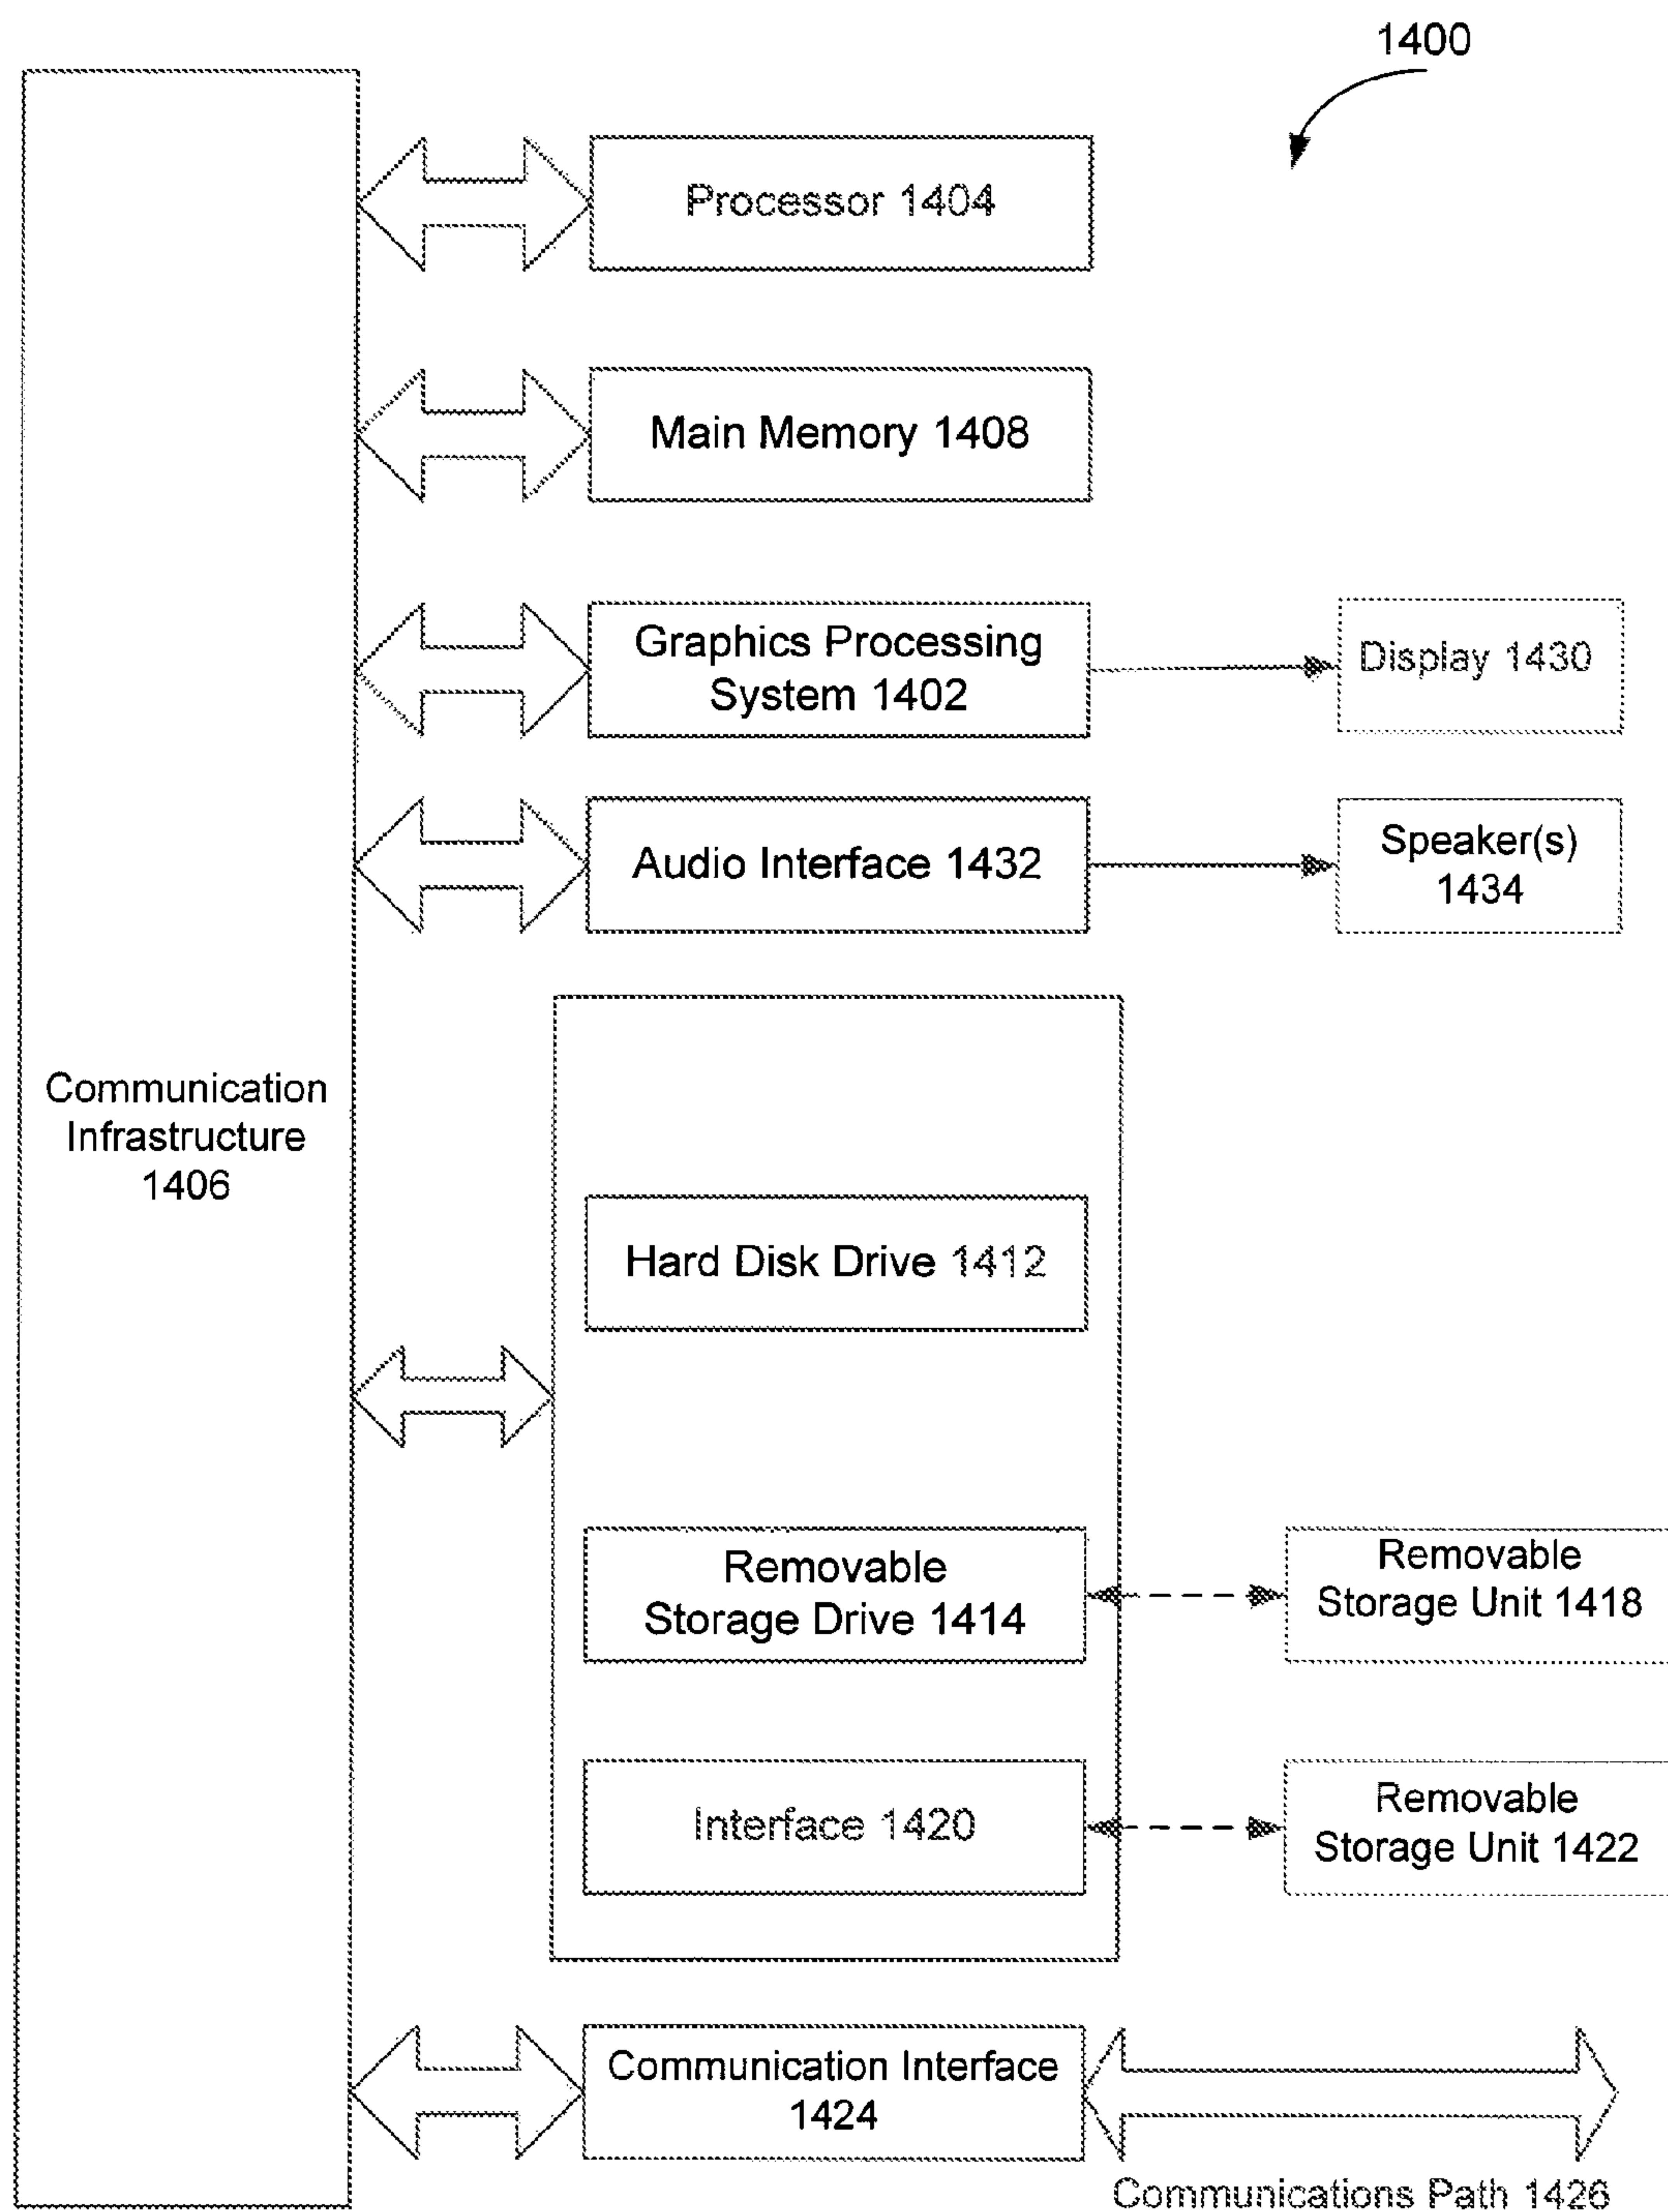 1400
Processor 1404
Main Memory 1408
Graphics Processing
System 1402
Display 1430
Audio Interface 1432
Speaker(s)
1434
Communication
Infrastructure
1406
Hard Disk Drive 1412
Removable
Storage Drive 1414
Removable
Storage Unit 1418
Interface 1420
Removable
Storage Unit 1422
Communication Interface
1424
Communications Path 1426